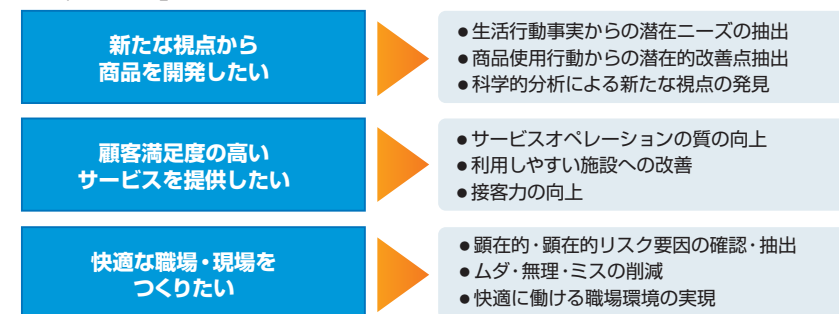 新たな視点から
商品を開発したい
●生活行動事実からの潜在ニーズの抽出
●商品使用行動からの潜在的改善点抽出
●科学的分析による新たな視点の発見
顧客満足度の高い
サービスを提供したい
●サービスオペレーションの質の向上
●利用しやすい施設への改善
●接客力の向上
快適な職場・現場を
つくりたい
●顕在的・顕在的リスク要因の確認・抽出
●ムダ・無理・ミスの削減
●快適に働ける職場環境の実現